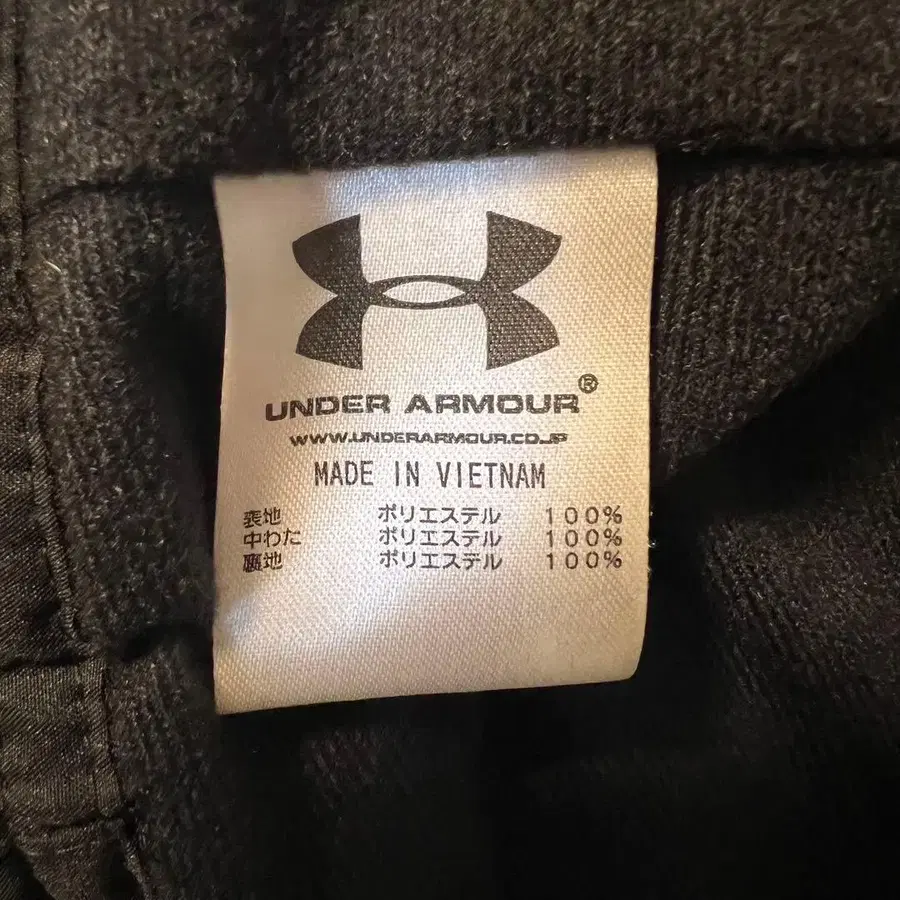 UNDER ARMOUR®
WWW.UNDERARMOUR.CO.JP
MADE IN VIETNAM
表地 ポリエステル 100%
中わた ポリエステル 100%
裏地 ポリエステル 100%